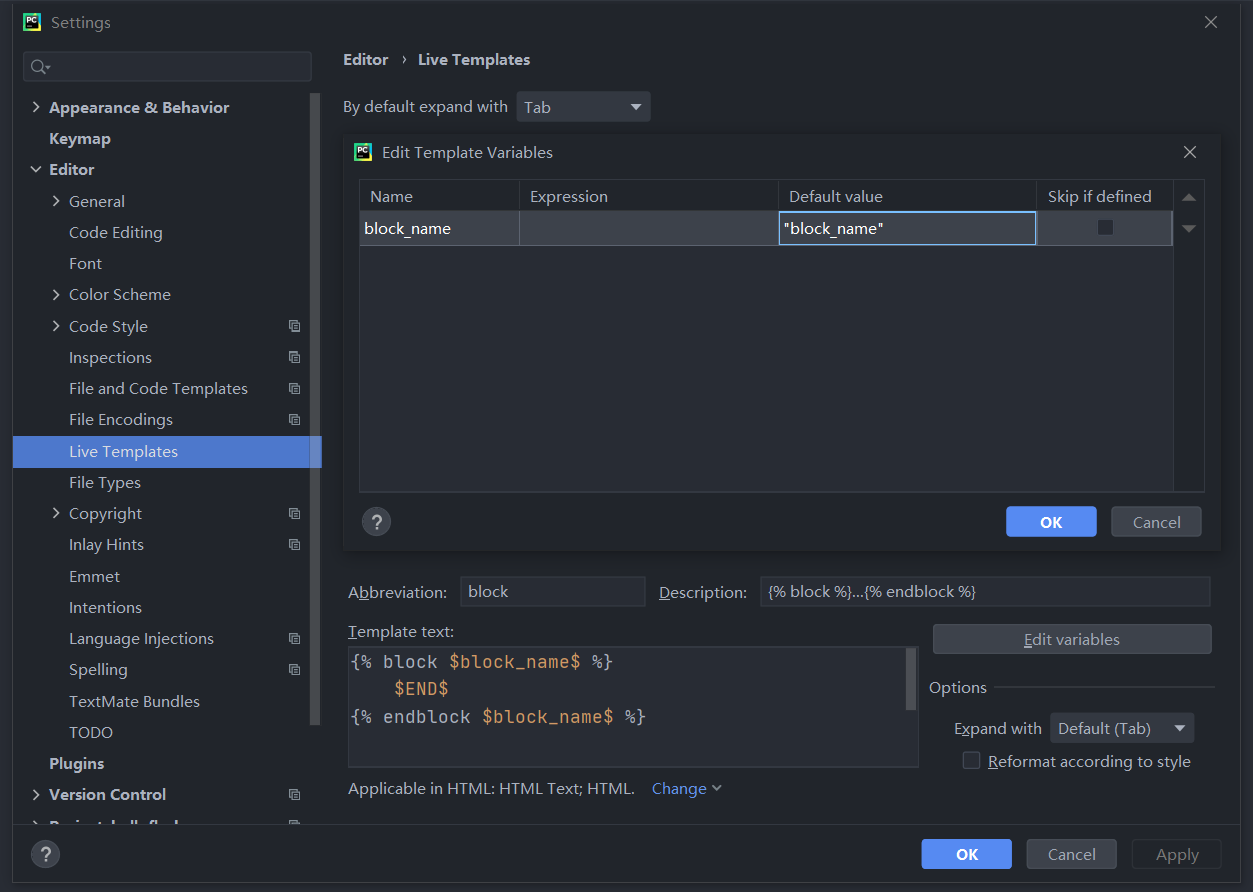 Settings
Editor › Live Templates
By default expand with Tab
Appearance & Behavior
Keymap
Editor
General
Code Editing
Font
Color Scheme
Code Style
Inspections
File and Code Templates
File Encodings
Live Templates
File Types
Copyright
Inlay Hints
Emmet
Intentions
Language Injections
Spelling
TextMate Bundles
TODO
Plugins
Version Control
PC Edit Template Variables
Name Expression Default value Skip if defined
block_name "block_name"
? OK Cancel
Abbreviation: block Description: {% block %}...{% endblock %}
Template text:
{% block $block_name$ %}
$END$
{% endblock $block_name$ %}
Edit variables
Options
Expand with Default (Tab)
Reformat according to style
Applicable in HTML: HTML Text; HTML. Change
? OK Cancel Apply